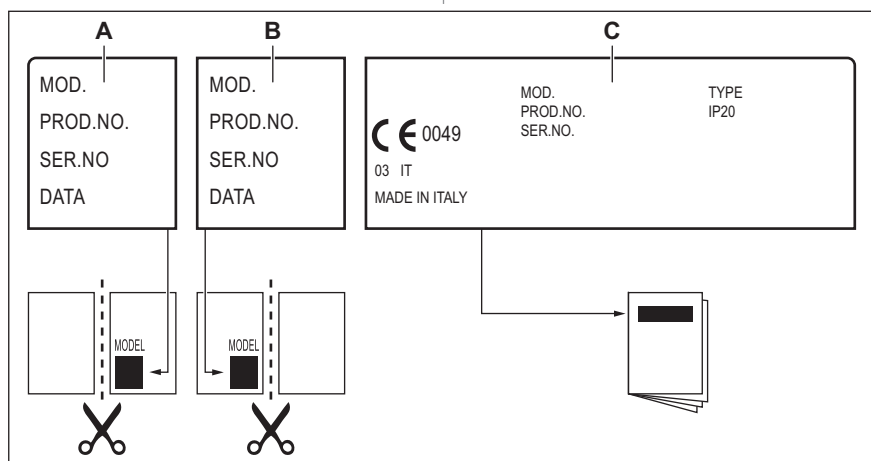 A
B
C
MOD.
PROD.NO.
SER.NO
DATA
MOD.
PROD.NO.
SER.NO
DATA
MOD.
PROD.NO.
SER.NO.
TYPE
IP20
CE 0049
03 IT
MADE IN ITALY
MODEL
MODEL